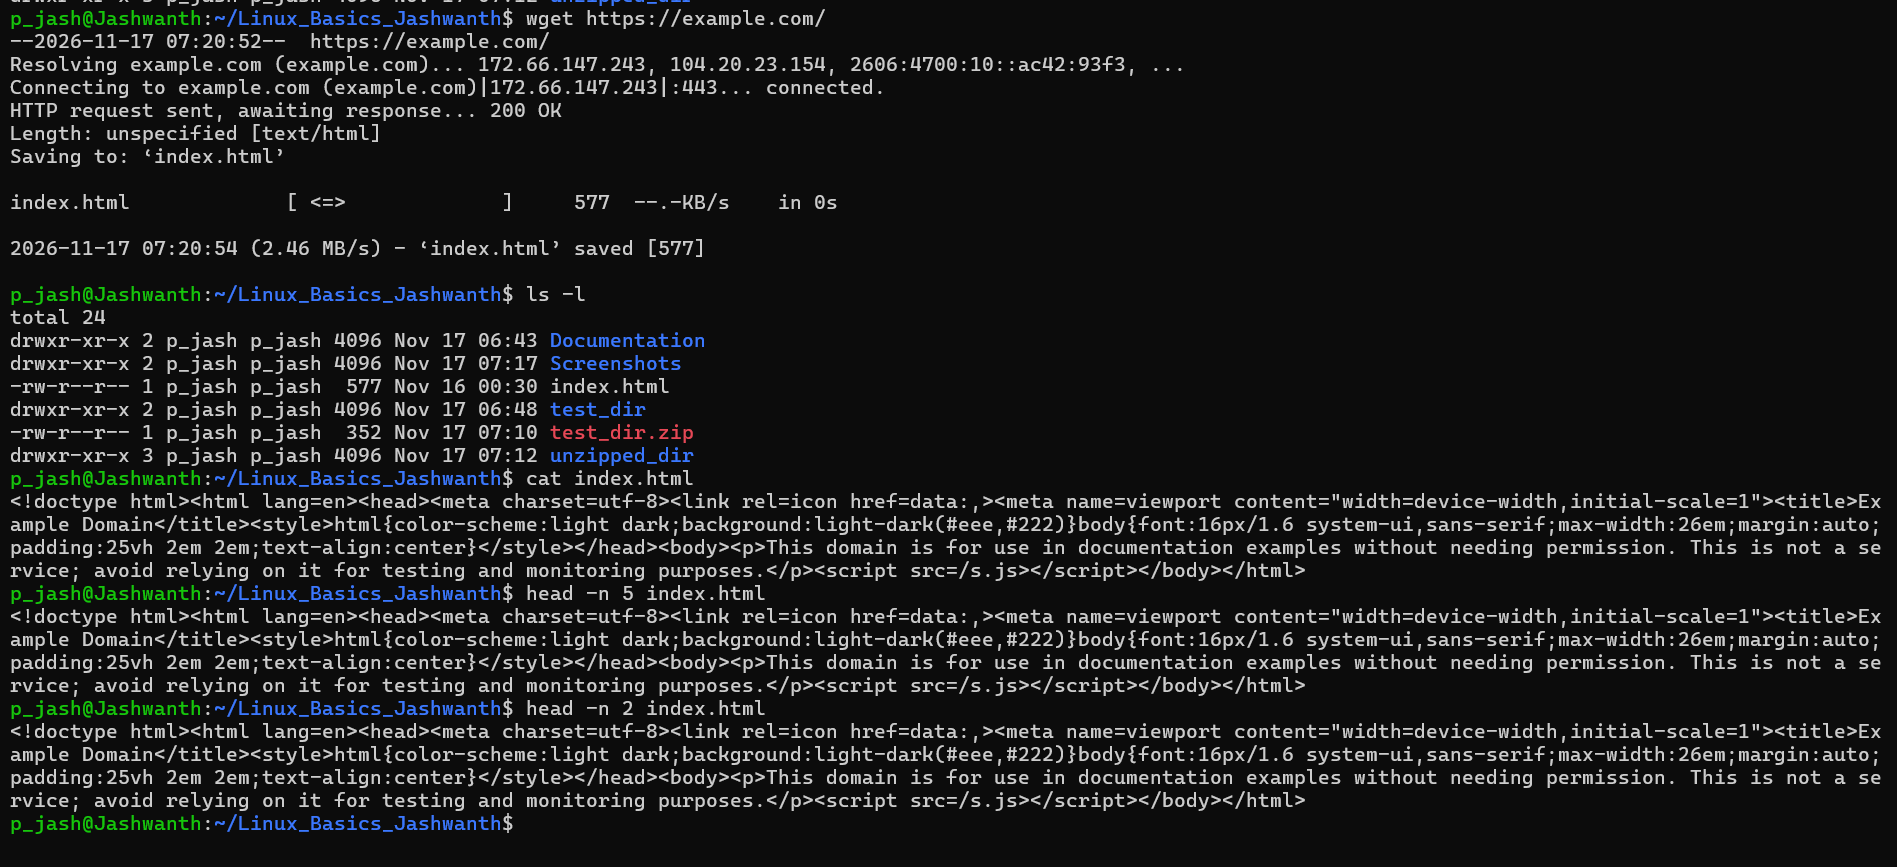 drwxr-xr-x 5 p_jash p_jash 4096 Nov 17 07:12 unzipped_dir
p_jash@Jashwanth:~/Linux_Basics_Jashwanth$ wget https://example.com/
--2026-11-17 07:20:52--  https://example.com/
Resolving example.com (example.com)... 172.66.147.243, 104.20.23.154, 2606:4700:10::ac42:93f3, ...
Connecting to example.com (example.com)|172.66.147.243|:443... connected.
HTTP request sent, awaiting response... 200 OK
Length: unspecified [text/html]
Saving to: ‘index.html’
index.html             [ <=>             ]     577  --.-KB/s    in 0s
2026-11-17 07:20:54 (2.46 MB/s) - ‘index.html’ saved [577]
p_jash@Jashwanth:~/Linux_Basics_Jashwanth$ ls -l
total 24
drwxr-xr-x 2 p_jash p_jash 4096 Nov 17 06:43 Documentation
drwxr-xr-x 2 p_jash p_jash 4096 Nov 17 07:17 Screenshots
-rw-r--r-- 1 p_jash p_jash  577 Nov 16 00:30 index.html
drwxr-xr-x 2 p_jash p_jash 4096 Nov 17 06:48 test_dir
-rw-r--r-- 1 p_jash p_jash  352 Nov 17 07:10 test_dir.zip
drwxr-xr-x 3 p_jash p_jash 4096 Nov 17 07:12 unzipped_dir
p_jash@Jashwanth:~/Linux_Basics_Jashwanth$ cat index.html
<!doctype html><html lang=en><head><meta charset=utf-8><link rel=icon href=data:,><meta name=viewport content="width=device-width,initial-scale=1"><title>Ex
ample Domain</title><style>html{color-scheme:light dark;background:light-dark(#eee,#222)}body{font:16px/1.6 system-ui,sans-serif;max-width:26em;margin:auto;
padding:25vh 2em 2em;text-align:center}</style></head><body><p>This domain is for use in documentation examples without needing permission. This is not a se
rvice; avoid relying on it for testing and monitoring purposes.</p><script src=/s.js></script></body></html>
p_jash@Jashwanth:~/Linux_Basics_Jashwanth$ head -n 5 index.html
<!doctype html><html lang=en><head><meta charset=utf-8><link rel=icon href=data:,><meta name=viewport content="width=device-width,initial-scale=1"><title>Ex
ample Domain</title><style>html{color-scheme:light dark;background:light-dark(#eee,#222)}body{font:16px/1.6 system-ui,sans-serif;max-width:26em;margin:auto;
padding:25vh 2em 2em;text-align:center}</style></head><body><p>This domain is for use in documentation examples without needing permission. This is not a se
rvice; avoid relying on it for testing and monitoring purposes.</p><script src=/s.js></script></body></html>
p_jash@Jashwanth:~/Linux_Basics_Jashwanth$ head -n 2 index.html
<!doctype html><html lang=en><head><meta charset=utf-8><link rel=icon href=data:,><meta name=viewport content="width=device-width,initial-scale=1"><title>Ex
ample Domain</title><style>html{color-scheme:light dark;background:light-dark(#eee,#222)}body{font:16px/1.6 system-ui,sans-serif;max-width:26em;margin:auto;
padding:25vh 2em 2em;text-align:center}</style></head><body><p>This domain is for use in documentation examples without needing permission. This is not a se
rvice; avoid relying on it for testing and monitoring purposes.</p><script src=/s.js></script></body></html>
p_jash@Jashwanth:~/Linux_Basics_Jashwanth$